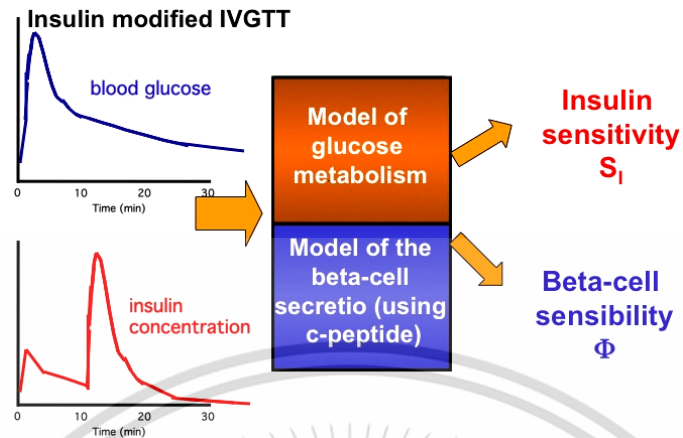 Insulin modified IVGTT
blood glucose
0
10
20
30
Time (min)
insulin
concentration
0
10
20
30
Time (min)
Model of
glucose
metabolism
Model of the
beta-cell
secretio (using
c-peptide)
Insulin
sensitivity
S_I
Beta-cell
sensibility
Φ